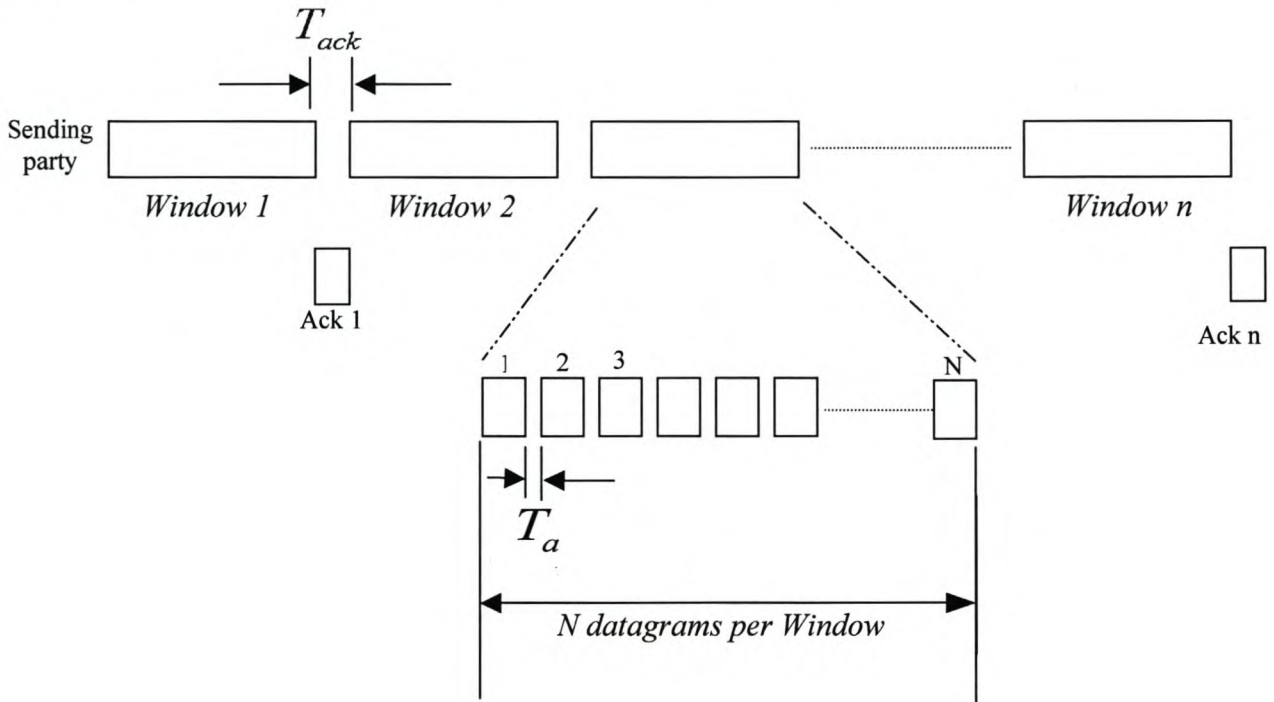 T_ack
Sending
party
Window 1
Window 2
Window n
Ack 1
Ack n
1
2
3
N
T_a
N datagrams per Window